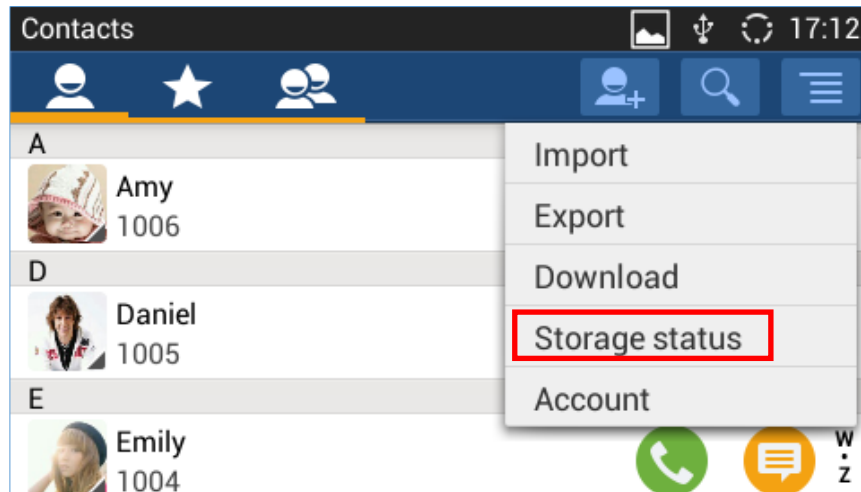 Contacts 17:12
A
Import
Amy
1006
Export
D
Download
Daniel
1005
Storage status
E
Account
Emily
1004
W
·
Z